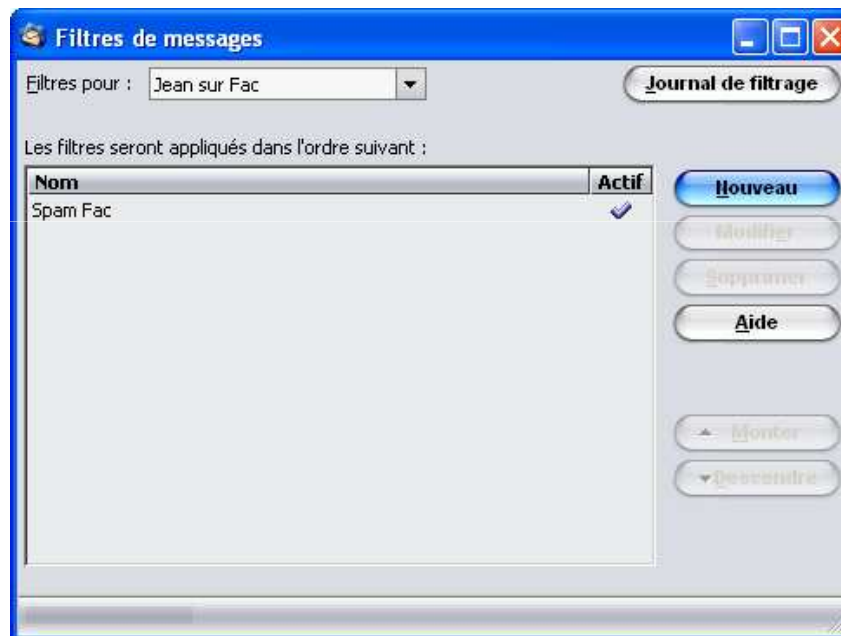 Filtres de messages
Filtres pour : Jean sur Fac Journal de filtrage
Les filtres seront appliqués dans l'ordre suivant :
Nom Actif Nouveau
Spam Fac Modifier
Supprimer
Aide
Monter
Descendre